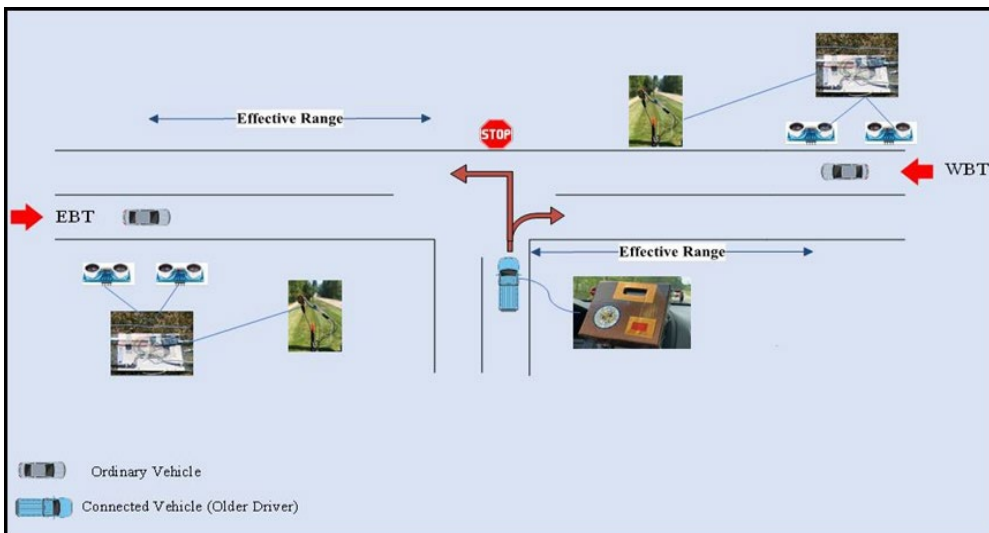 Effective Range
STOP
WBT
EBT
Effective Range
Ordinary Vehicle
Connected Vehicle (Older Driver)